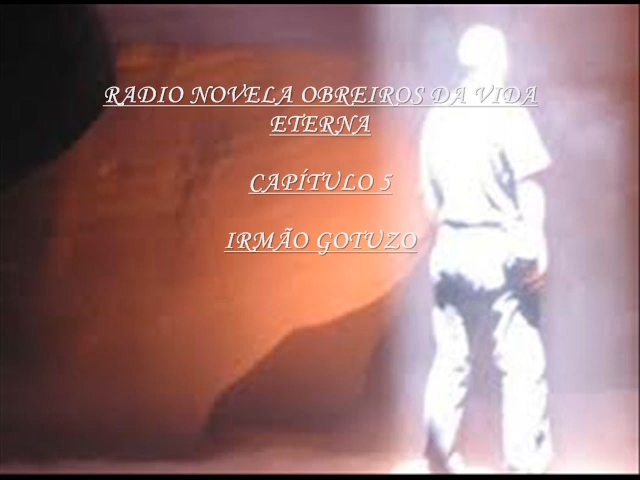 RADIO NOVELA OBREIROS DA VIDA
ETERNA
CAPÍTULO 5
IRMÃO GOTUZO